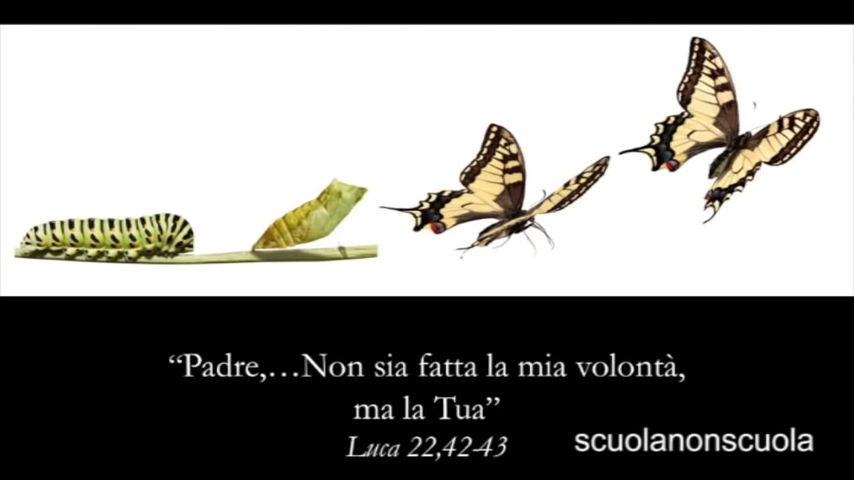 “Padre,…Non sia fatta la mia volontà,
ma la Tua”
Luca 22,42-43
scuolanonscuola